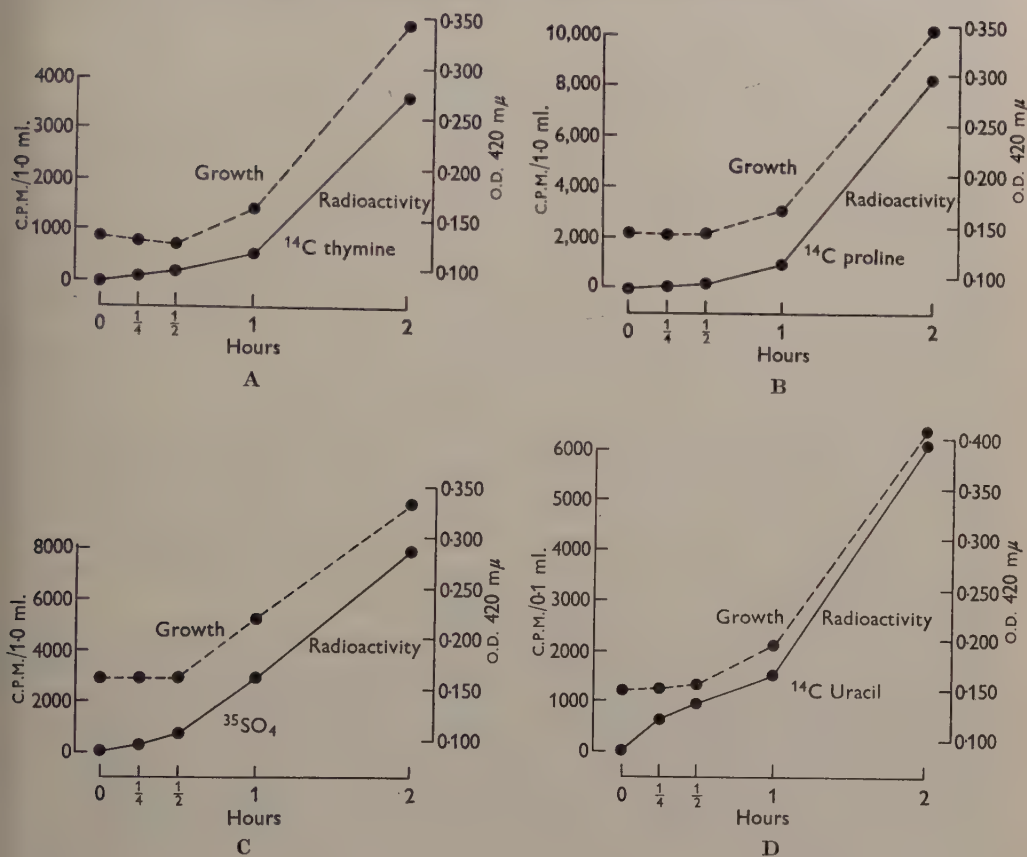 0·350
4000
0·300
3000
0·250
2000
0·200
1000
0·150
0
0·100
C.P.M./1·0 ml.
O.D. 420 mμ
Growth
Radioactivity
¹⁴C thymine
0 ¼ ½ 1 2
Hours
A
10,000
0·350
8,000
0·300
6,000
0·250
4,000
0·200
2,000
0·150
0
0·100
C.P.M./1·0 ml.
O.D. 420 mμ
Growth
Radioactivity
¹⁴C proline
0 ¼ ½ 1 2
Hours
B
0·350
8000
0·300
6000
0·250
4000
0·200
2000
0·150
0
0·100
C.P.M./1·0 ml.
O.D. 420 mμ
Growth
Radioactivity
³⁵SO₄
0 ¼ ½ 1 2
Hours
C
6000
0·400
5000
0·350
4000
0·300
3000
0·250
2000
0·200
1000
0·150
0
0·100
C.P.M./0·1 ml.
O.D. 420 mμ
Growth
Radioactivity
¹⁴C Uracil
0 ¼ ½ 1 2
Hours
D